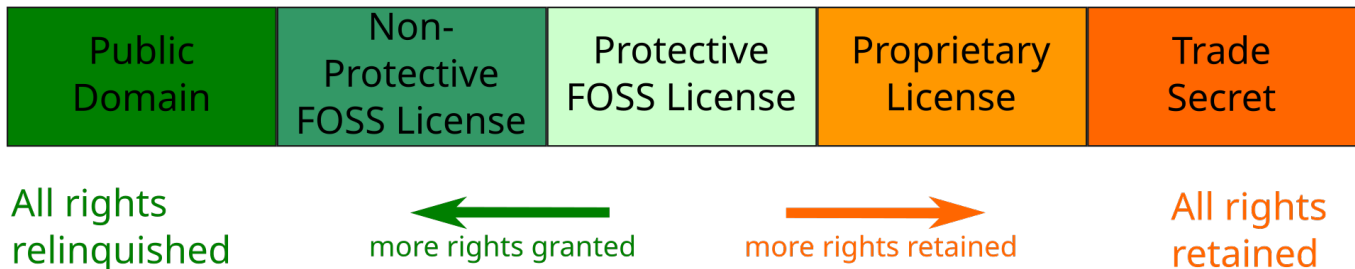 Public
Domain
Non-
Protective
FOSS License
Protective
FOSS License
Proprietary
License
Trade
Secret
All rights
relinquished
more rights granted
more rights retained
All rights
retained